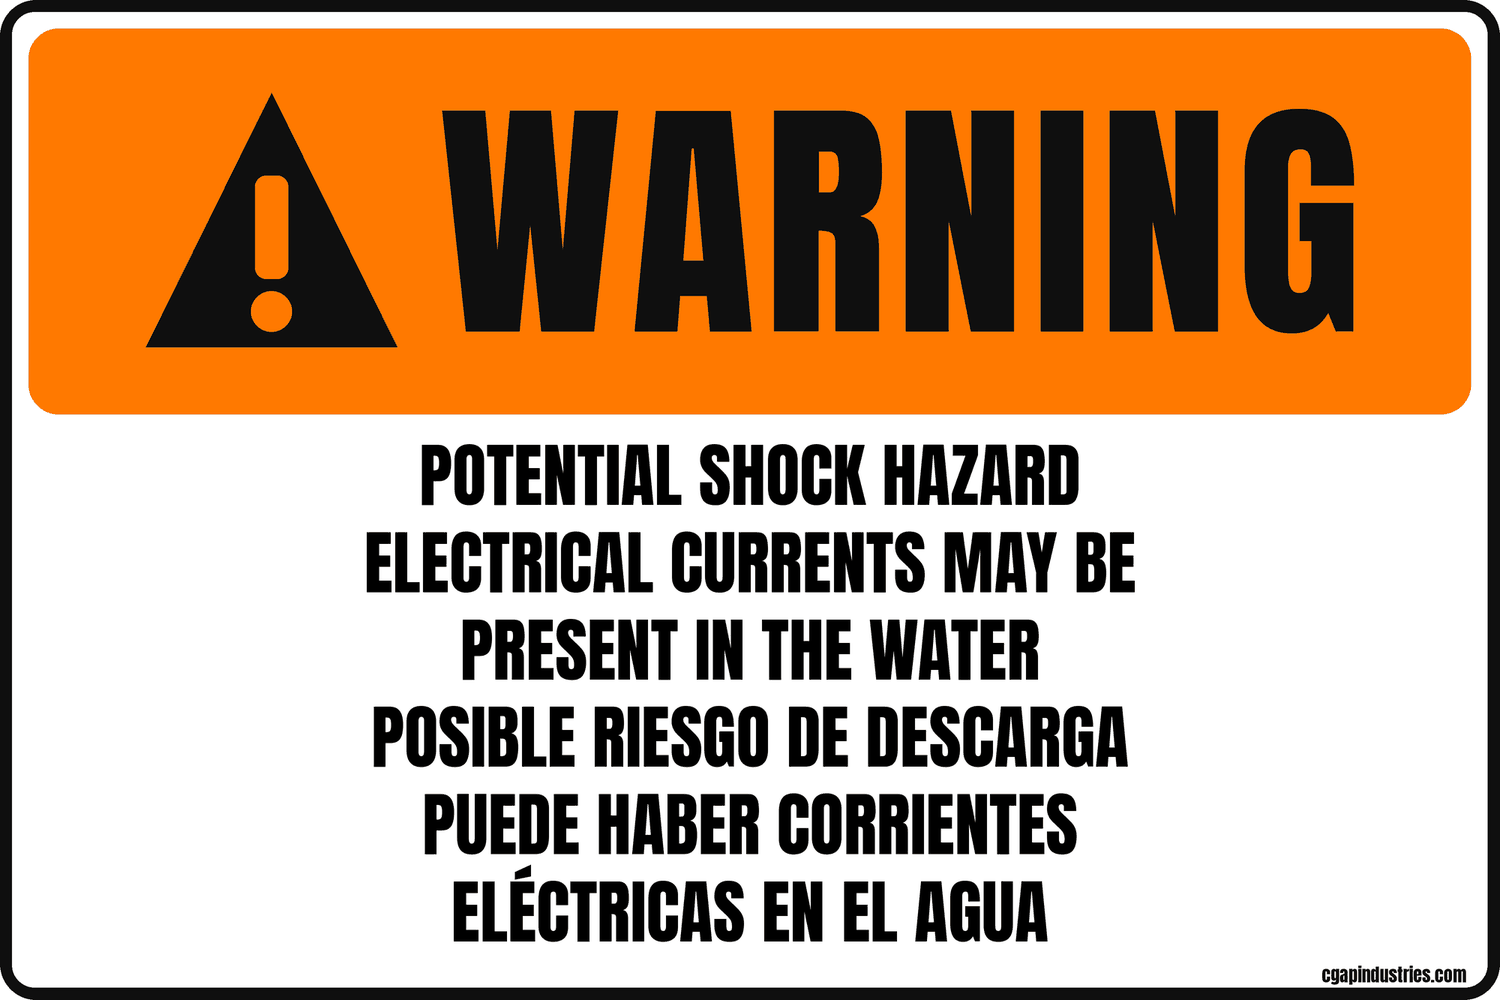 WARNING
POTENTIAL SHOCK HAZARD
ELECTRICAL CURRENTS MAY BE
PRESENT IN THE WATER
POSIBLE RIESGO DE DESCARGA
PUEDE HABER CORRIENTES
ELÉCTRICAS EN EL AGUA
cgapindustries.com